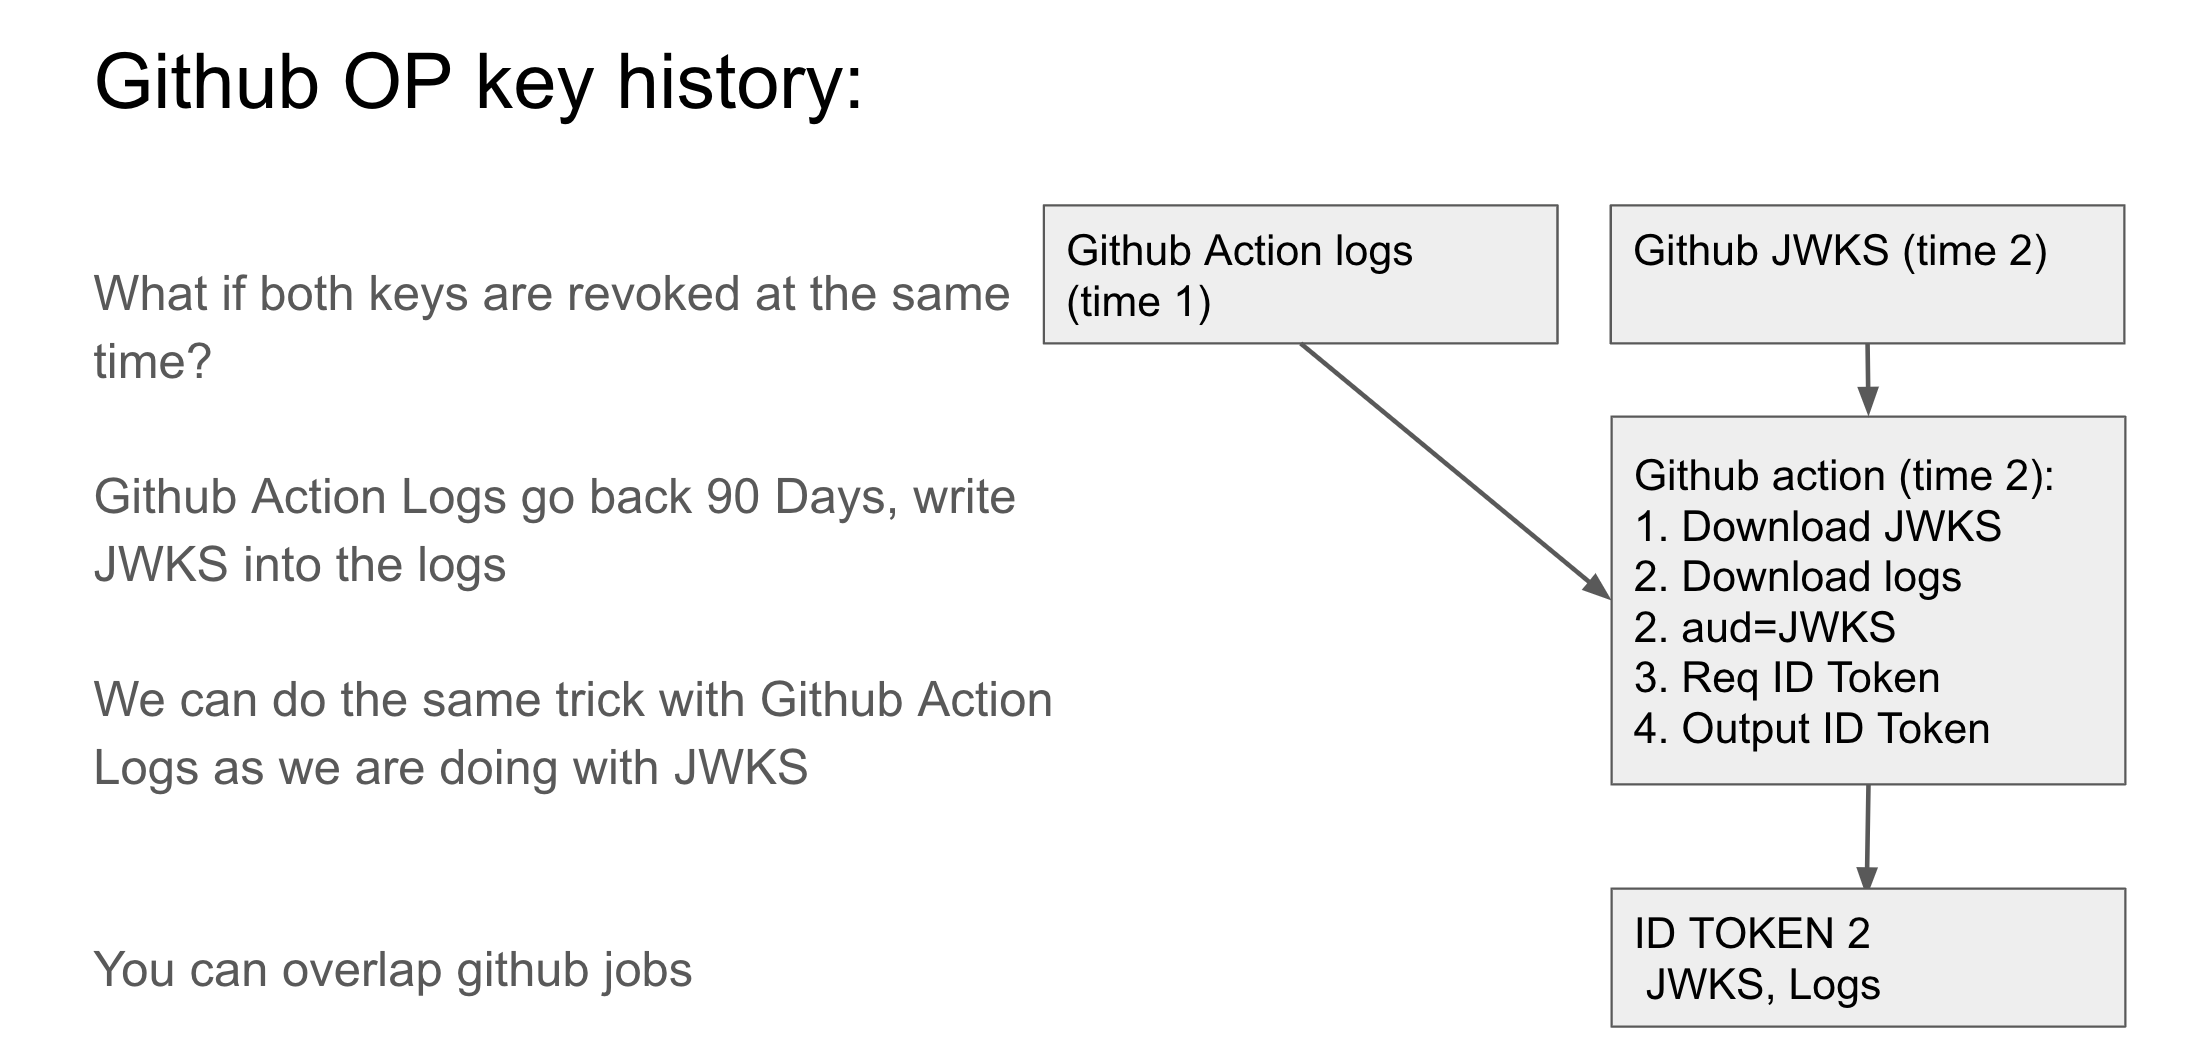 Github OP key history:
What if both keys are revoked at the same
time?
Github Action Logs go back 90 Days, write
JWKS into the logs
We can do the same trick with Github Action
Logs as we are doing with JWKS
You can overlap github jobs
Github Action logs
(time 1)
Github JWKS (time 2)
Github action (time 2):
1. Download JWKS
2. Download logs
2. aud=JWKS
3. Req ID Token
4. Output ID Token
ID TOKEN 2
JWKS, Logs